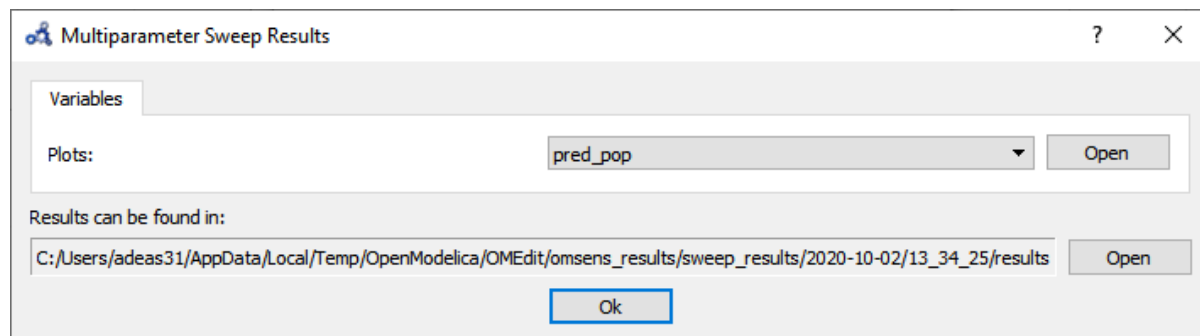 Multiparameter Sweep Results ?
Variables
Plots: pred_pop Open
Results can be found in:
C:/Users/adeas31/AppData/Local/Temp/OpenModelica/OMEdit/omsens_results/sweep_results/2020-10-02/13_34_25/results Open
Ok